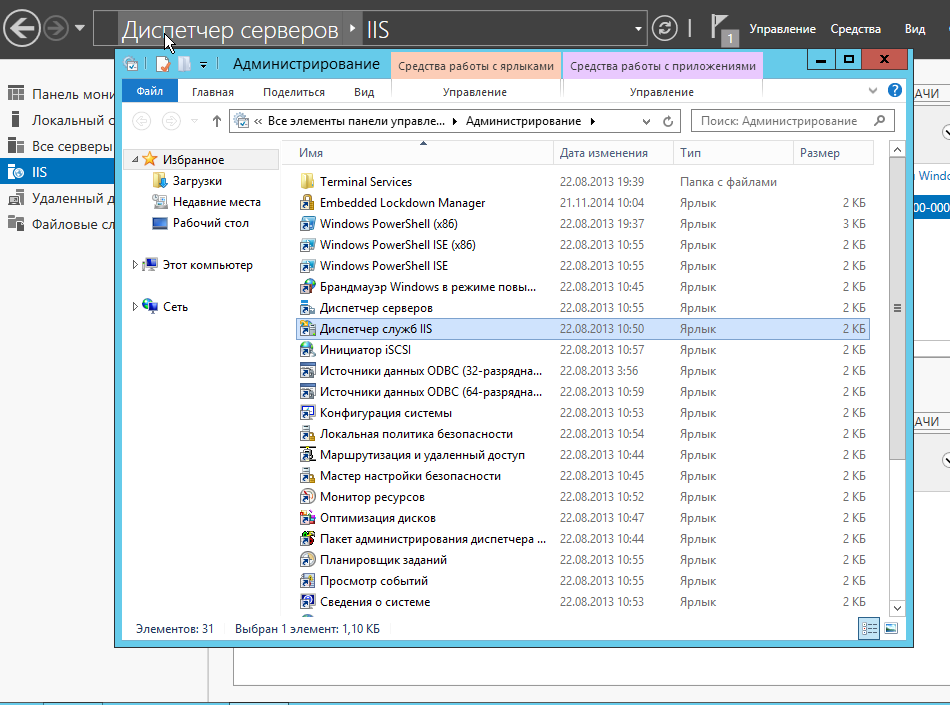 Диспетчер серверов ▸ IIS
1
Управление Средства Вид
Администрирование
Средства работы с ярлыками
Средства работы с приложениями
Файл Главная Поделиться Вид Управление Управление
« Все элементы панели управле... ▸ Администрирование ▸
Поиск: Администрирование
Панель мони
Локальный с
Все серверы
IIS
Удаленный д
Файловые сл
Избранное
Загрузки
Недавние места
Рабочий стол
Этот компьютер
Сеть
Имя Дата изменения Тип Размер
Terminal Services 22.08.2013 19:39 Папка с файлами
Embedded Lockdown Manager 21.11.2014 10:04 Ярлык 2 КБ
Windows PowerShell (x86) 22.08.2013 19:37 Ярлык 3 КБ
Windows PowerShell ISE (x86) 22.08.2013 10:55 Ярлык 2 КБ
Windows PowerShell ISE 22.08.2013 10:55 Ярлык 2 КБ
Брандмауэр Windows в режиме повы... 22.08.2013 10:45 Ярлык 2 КБ
Диспетчер серверов 22.08.2013 10:55 Ярлык 2 КБ
Диспетчер служб IIS 22.08.2013 10:50 Ярлык 2 КБ
Инициатор iSCSI 22.08.2013 10:57 Ярлык 2 КБ
Источники данных ODBC (32-разрядна... 22.08.2013 3:56 Ярлык 2 КБ
Источники данных ODBC (64-разрядна... 22.08.2013 10:59 Ярлык 2 КБ
Конфигурация системы 22.08.2013 10:53 Ярлык 2 КБ
Локальная политика безопасности 22.08.2013 10:54 Ярлык 2 КБ
Маршрутизация и удаленный доступ 22.08.2013 10:44 Ярлык 2 КБ
Мастер настройки безопасности 22.08.2013 10:45 Ярлык 2 КБ
Монитор ресурсов 22.08.2013 10:52 Ярлык 2 КБ
Оптимизация дисков 22.08.2013 10:47 Ярлык 2 КБ
Пакет администрирования диспетчера ... 22.08.2013 10:44 Ярлык 2 КБ
Планировщик заданий 22.08.2013 10:55 Ярлык 2 КБ
Просмотр событий 22.08.2013 10:55 Ярлык 2 КБ
Сведения о системе 22.08.2013 10:53 Ярлык 2 КБ
Элементов: 31 Выбран 1 элемент: 1,10 КБ
АЧИ
Windo
00-000
АЧИ